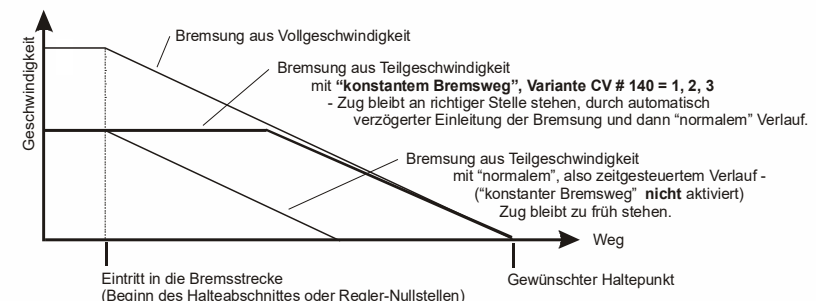 Geschwindigkeit
Bremsung aus Vollgeschwindigkeit
Bremsung aus Teilgeschwindigkeit
mit “konstantem Bremsweg”, Variante CV # 140 = 1, 2, 3
- Zug bleibt an richtiger Stelle stehen, durch automatisch
verzögerter Einleitung der Bremsung und dann “normalem” Verlauf.
Bremsung aus Teilgeschwindigkeit
mit “normalem”, also zeitgesteuertem Verlauf -
(“konstanter Bremsweg” nicht aktiviert)
Zug bleibt zu früh stehen.
Weg
Eintritt in die Bremsstrecke
(Beginn des Halteabschnittes oder Regler-Nullstellen)
Gewünschter Haltepunkt